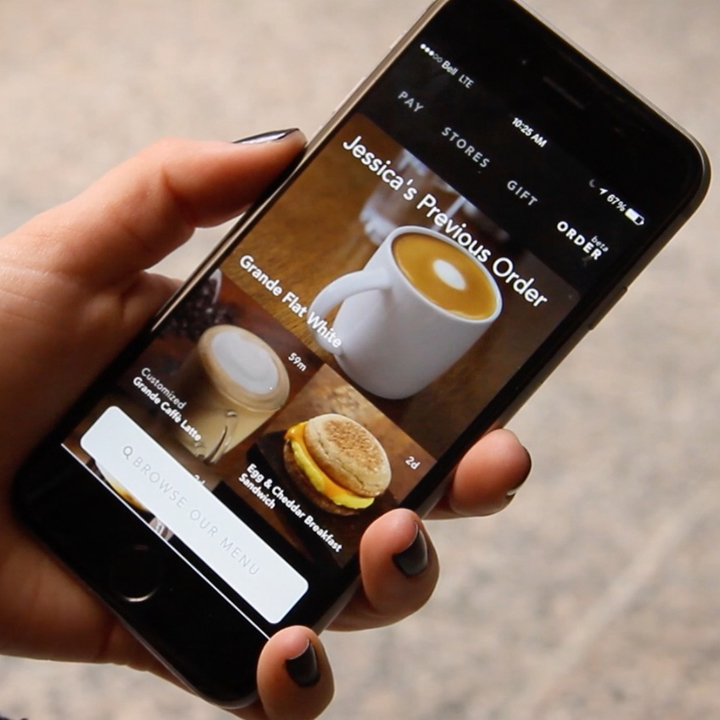 Bell LTE
10:25 AM
67%
PAY
STORES
GIFT
ORDER beta
Jessica's Previous Order
Grande Flat White
59m
Customized
Grande Caffè Latte
2d
Egg & Cheddar Breakfast
Sandwich
BROWSE OUR MENU